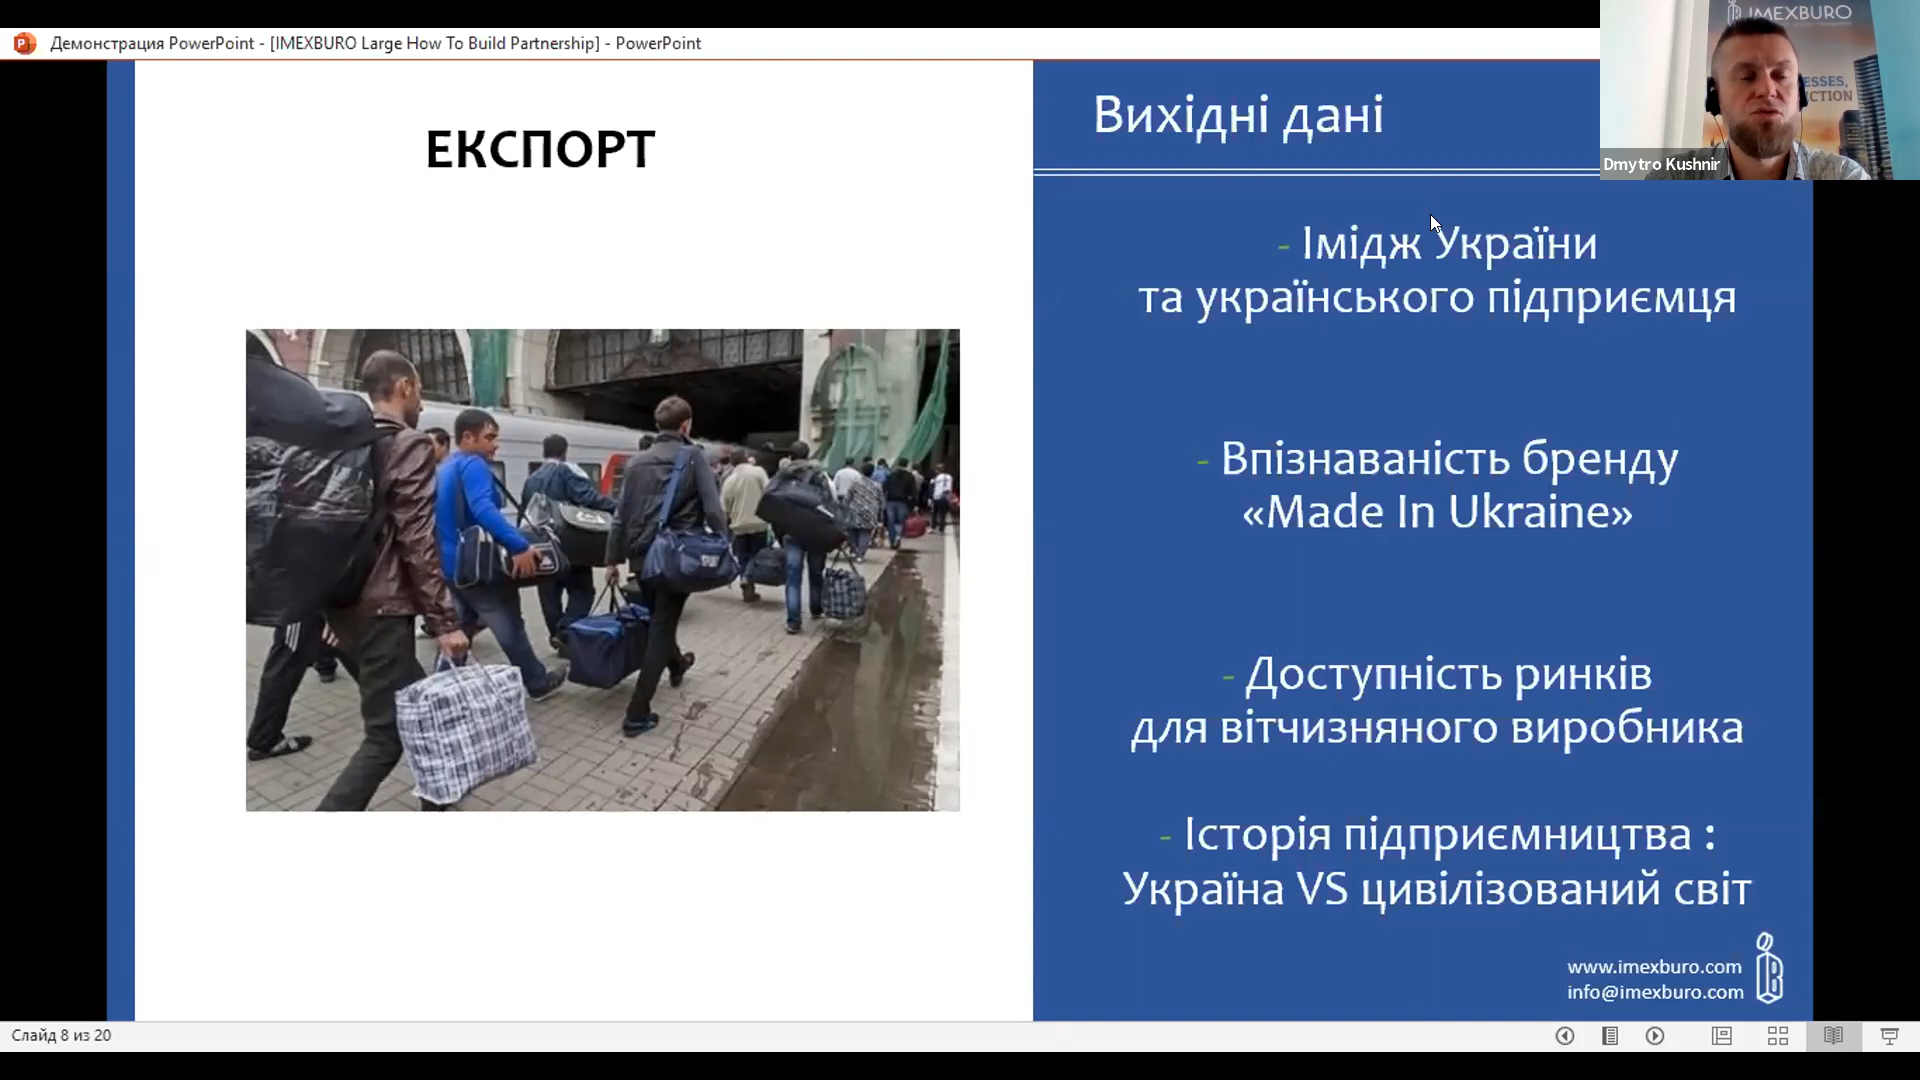 Демонстрация PowerPoint - [IMEXBURO Large How To Build Partnership] - PowerPoint
IMEXBURO
ESSES,
CTION
Dmytro Kushnir
ЕКСПОРТ
Вихідні дані
- Імідж України
та українського підприємця
- Впізнаваність бренду
«Made In Ukraine»
- Доступність ринків
для вітчизняного виробника
- Історія підприємництва :
Україна VS цивілізований світ
www.imexburo.com
info@imexburo.com
Слайд 8 из 20